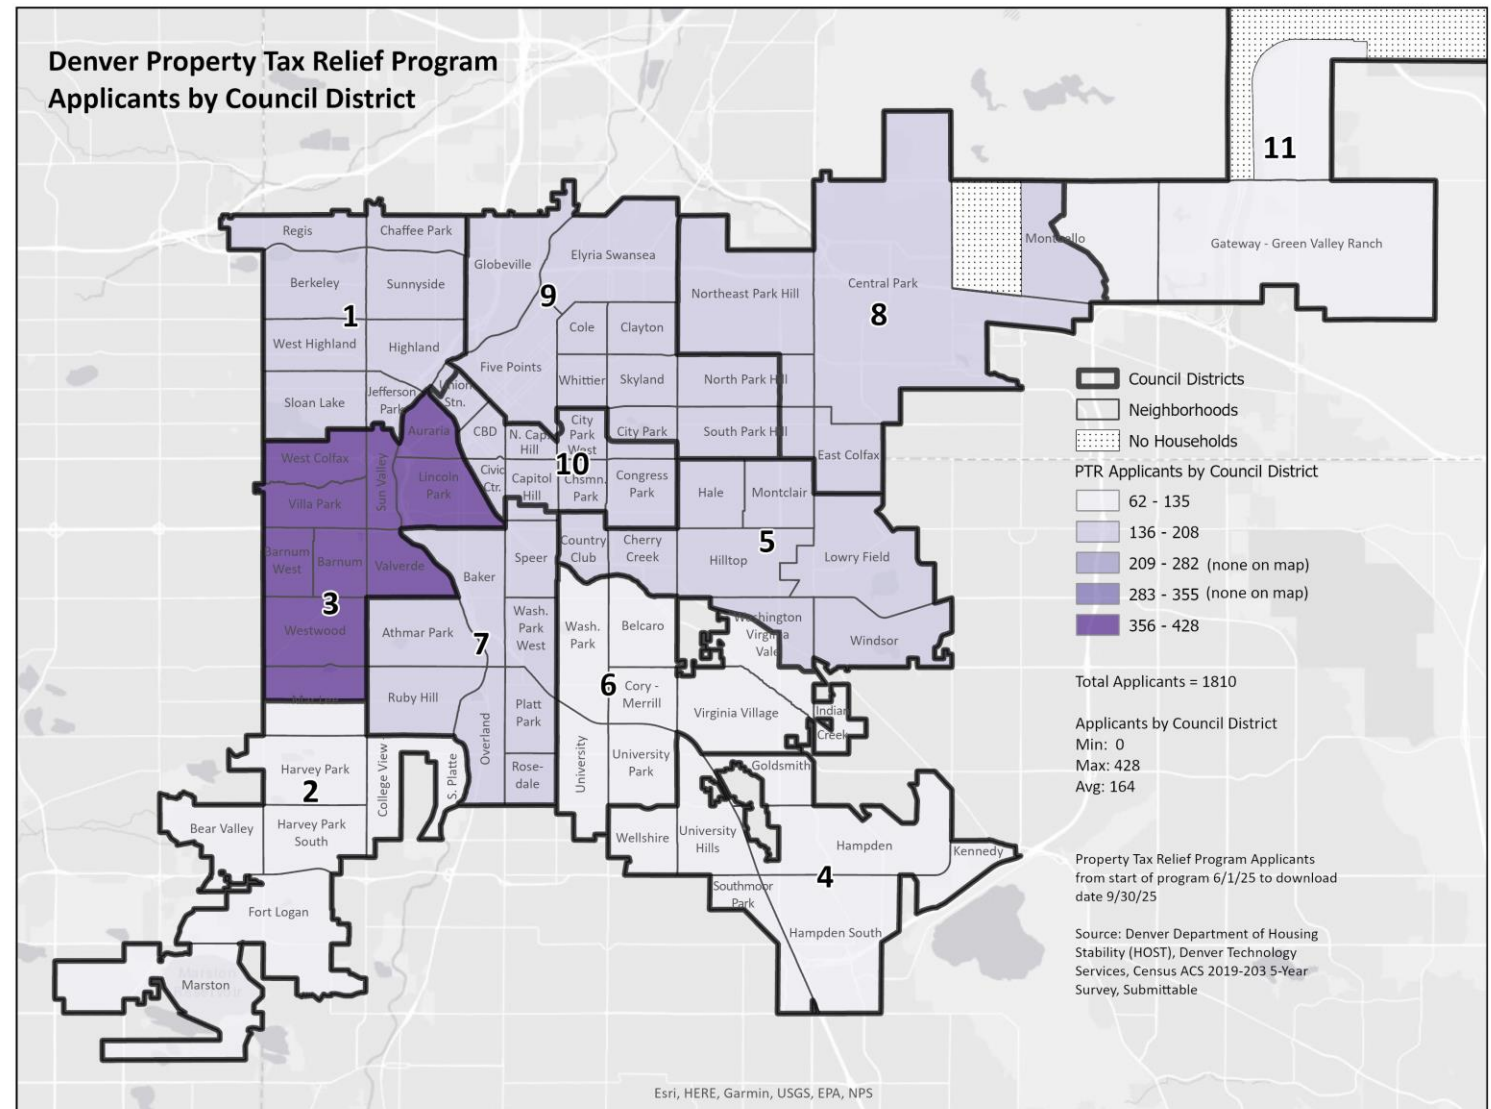 Denver Property Tax Relief Program
Applicants by Council District
11
Regis
Chaffee Park
Globeville
Elyria Swansea
Montbello
Gateway - Green Valley Ranch
Berkeley
Sunnyside
9
Northeast Park Hill
Central Park
8
1
West Highland
Highland
Cole
Clayton
Five Points
Whittier
Skyland
North Park Hill
Sloan Lake
Jefferson
Park
Union
Stn.
CBD
N. Cap.
Hill
City
Park
West
City Park
South Park Hill
East Colfax
Auraria
West Colfax
Sun Valley
Lincoln
Park
Civic
Ctr.
Capitol
Hill
10
Chsmn.
Park
Congress
Park
Hale
Montclair
Villa Park
5
Barnum
West
Barnum
Valverde
Baker
Speer
Country
Club
Cherry
Creek
Hilltop
Lowry Field
3
Westwood
Athmar Park
7
Wash.
Park
West
Wash.
Park
Belcaro
Washington
Virginia
Vale
Windsor
Mar Lee
Ruby Hill
Overland
Platt
Park
6
Cory -
Merrill
Virginia Village
Indian
Creek
Harvey Park
2
College View
S. Platte
Rose-
dale
University
University
Park
Goldsmith
Bear Valley
Harvey Park
South
Wellshire
University
Hills
Hampden
Kennedy
4
Southmoor
Park
Fort Logan
Hampden South
Marston
Council Districts
Neighborhoods
No Households
PTR Applicants by Council District
62 - 135
136 - 208
209 - 282 (none on map)
283 - 355 (none on map)
356 - 428
Total Applicants = 1810
Applicants by Council District
Min: 0
Max: 428
Avg: 164
Property Tax Relief Program Applicants
from start of program 6/1/25 to download
date 9/30/25
Source: Denver Department of Housing
Stability (HOST), Denver Technology
Services, Census ACS 2019-203 5-Year
Survey, Submittable
Esri, HERE, Garmin, USGS, EPA, NPS